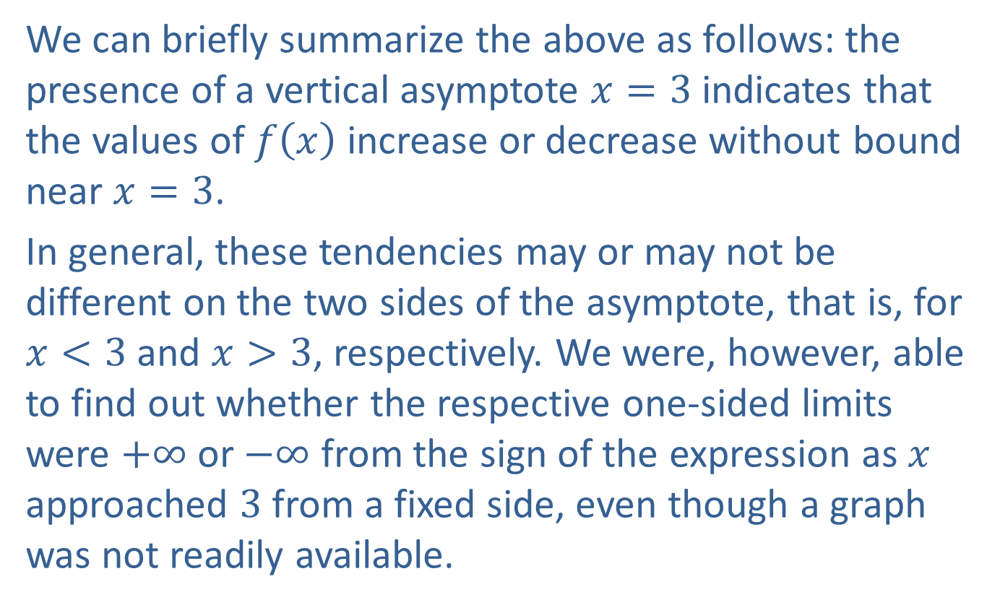 We can briefly summarize the above as follows: the
presence of a vertical asymptote x = 3 indicates that
the values of f(x) increase or decrease without bound
near x = 3.
In general, these tendencies may or may not be
different on the two sides of the asymptote, that is, for
x < 3 and x > 3, respectively. We were, however, able
to find out whether the respective one-sided limits
were +∞ or −∞ from the sign of the expression as x
approached 3 from a fixed side, even though a graph
was not readily available.